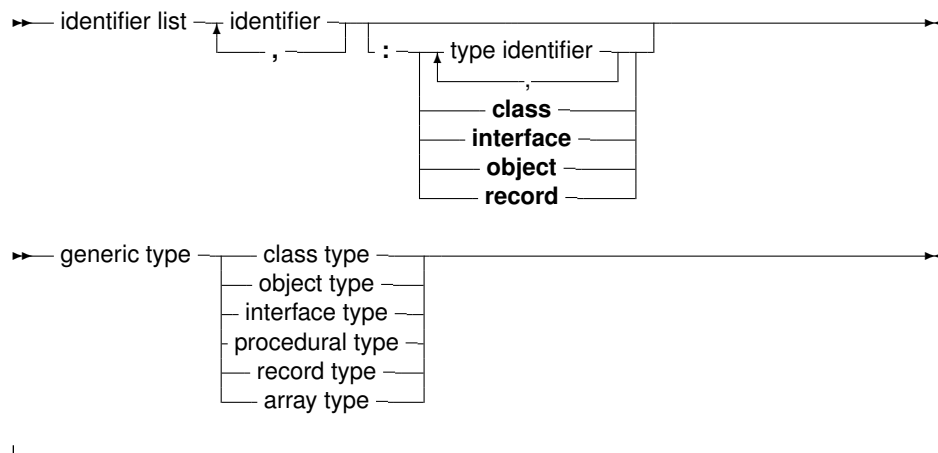 identifier list identifier
,
: type identifier
,
class
interface
object
record
generic type class type
object type
interface type
procedural type
record type
array type